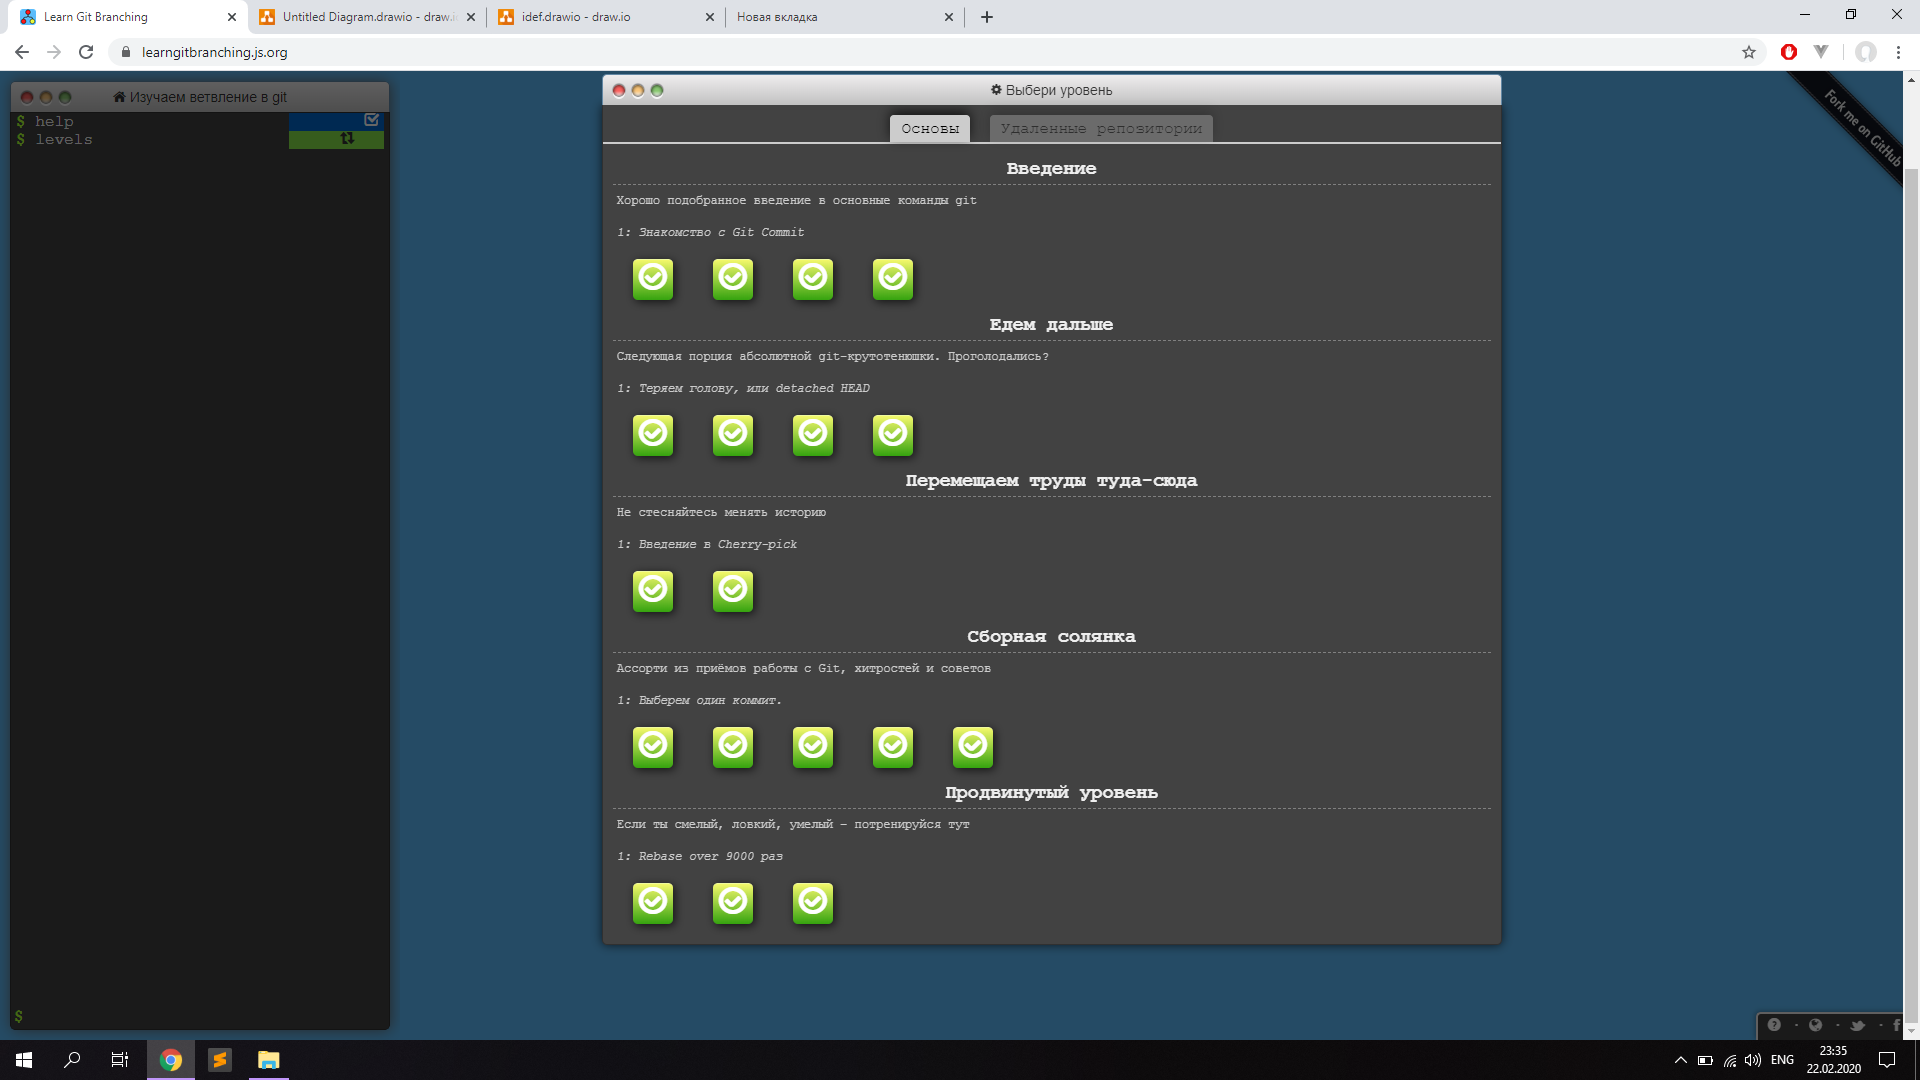 Learn Git Branching
Untitled Diagram.drawio - draw.i
idef.drawio - draw.io
Новая вкладка
learngitbranching.js.org
Изучаем ветвление в git
$ help
$ levels
$
Выбери уровень
Основы
Удаленные репозитории
Введение
Хорошо подобранное введение в основные команды git
1: Знакомство с Git Commit
Едем дальше
Следующая порция абсолютной git-крутотенюшки. Проголодались?
1: Теряем голову, или detached HEAD
Перемещаем труды туда-сюда
Не стесняйтесь менять историю
1: Введение в Cherry-pick
Сборная солянка
Ассорти из приёмов работы с Git, хитростей и советов
1: Выберем один коммит.
Продвинутый уровень
Если ты смелый, ловкий, умелый - потренируйся тут
1: Rebase over 9000 раз
Fork me on GitHub
ENG
23:35
22.02.2020